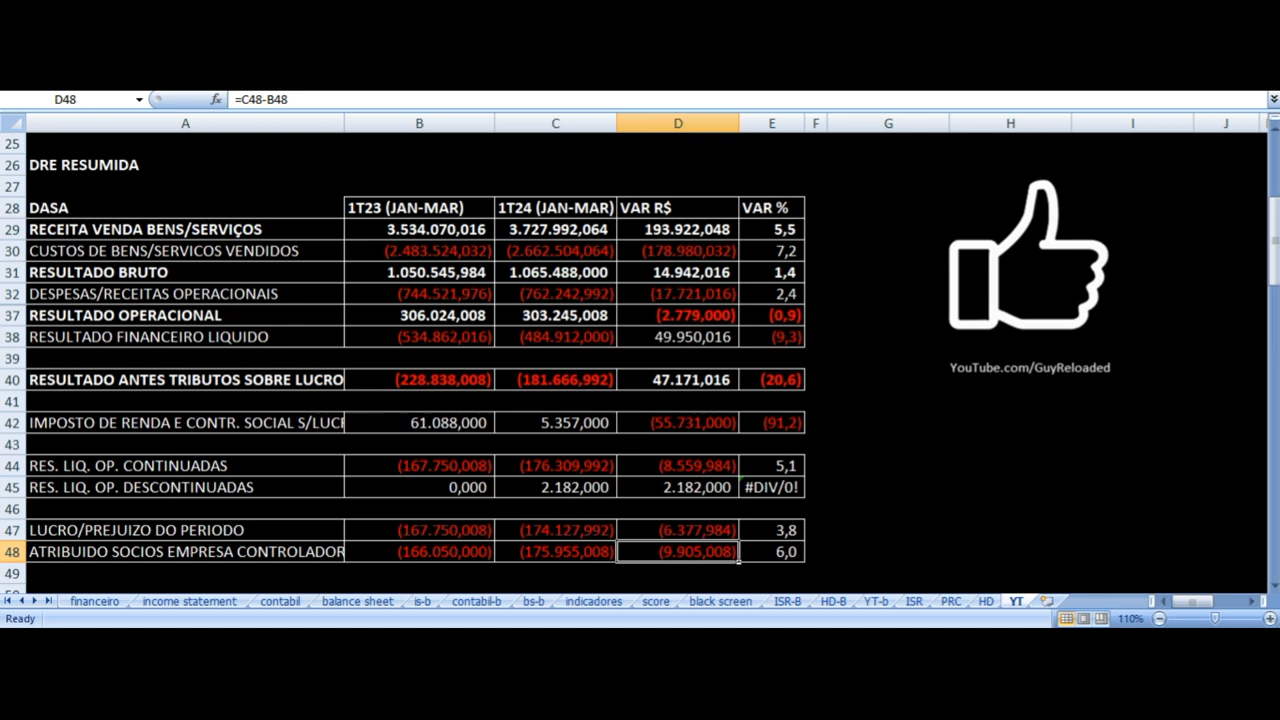 D48 fx =C48-B48
A B C D E F G H I J
25
26 DRE RESUMIDA
27
28 DASA 1T23 (JAN-MAR) 1T24 (JAN-MAR) VAR R$ VAR %
29 RECEITA VENDA BENS/SERVIÇOS 3.534.070,016 3.727.992,064 193.922,048 5,5
30 CUSTOS DE BENS/SERVICOS VENDIDOS (2.483.524,032) (2.662.504,064) (178.980,032) 7,2
31 RESULTADO BRUTO 1.050.545,984 1.065.488,000 14.942,016 1,4
32 DESPESAS/RECEITAS OPERACIONAIS (744.521,976) (762.242,992) (17.721,016) 2,4
37 RESULTADO OPERACIONAL 306.024,008 303.245,008 (2.779,000) (0,9)
38 RESULTADO FINANCEIRO LIQUIDO (534.862,016) (484.912,000) 49.950,016 (9,3)
39
40 RESULTADO ANTES TRIBUTOS SOBRE LUCRO (228.838,008) (181.666,992) 47.171,016 (20,6)
41
42 IMPOSTO DE RENDA E CONTR. SOCIAL S/LUCR 61.088,000 5.357,000 (55.731,000) (91,2)
43
44 RES. LIQ. OP. CONTINUADAS (167.750,008) (176.309,992) (8.559,984) 5,1
45 RES. LIQ. OP. DESCONTINUADAS 0,000 2.182,000 2.182,000 #DIV/0!
46
47 LUCRO/PREJUIZO DO PERIODO (167.750,008) (174.127,992) (6.377,984) 3,8
48 ATRIBUIDO SOCIOS EMPRESA CONTROLADOR (166.050,000) (175.955,008) (9.905,008) 6,0
49
YouTube.com/GuyReloaded
financeiro income statement contabil balance sheet is-b contabil-b bs-b indicadores score black screen ISR-B HD-B YT-b ISR PRC HD YT
Ready 110%